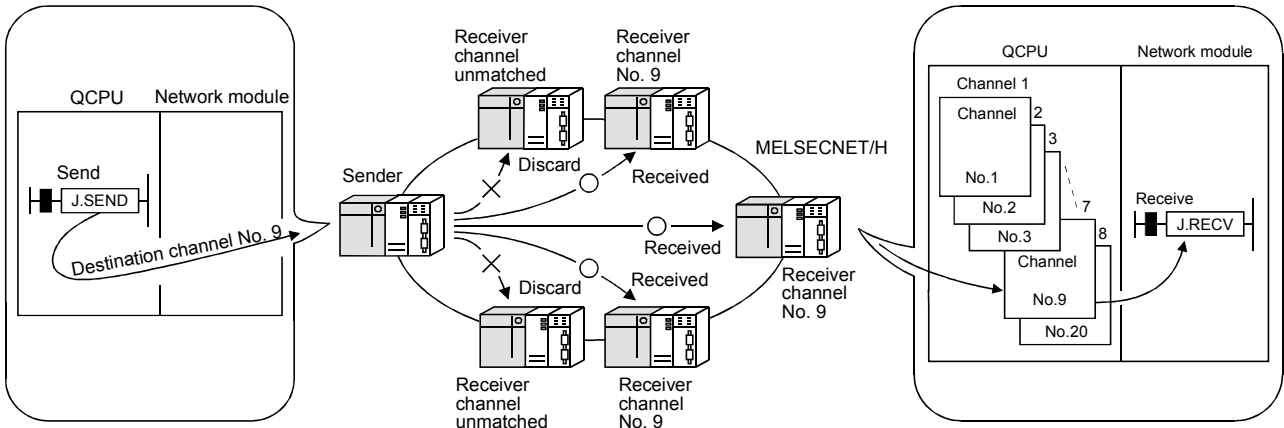 QCPU
Network module
Send
J.SEND
Destination channel No. 9
Sender
Receiver
channel
unmatched
Receiver
channel
No. 9
Discard
Received
MELSECNET/H
Received
Receiver
channel
No. 9
Received
Discard
Receiver
channel
unmatched
Receiver
channel
No. 9
QCPU
Network module
Channel 1
Channel
No.1
2
No.2
3
No.3
7
8
Channel
No.9
No.20
Receive
J.RECV